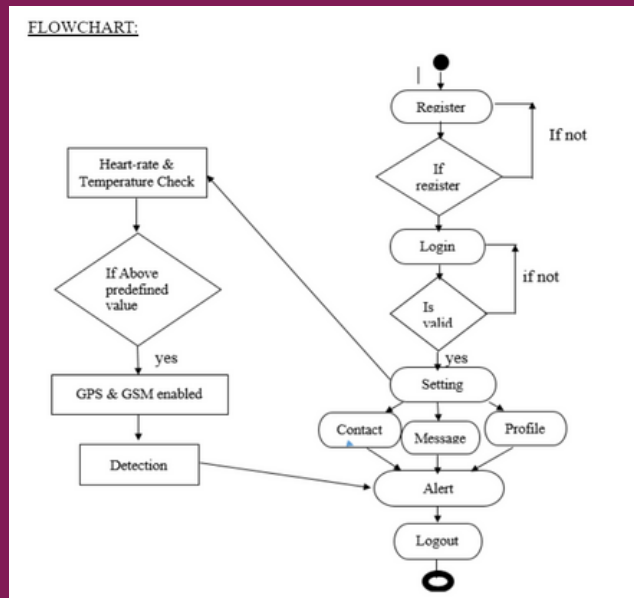 FLOWCHART:
Register
If not
If
register
Heart-rate &
Temperature Check
Login
if not
If Above
predefined
value
Is
valid
yes
yes
Setting
GPS & GSM enabled
Contact
Message
Profile
Detection
Alert
Logout